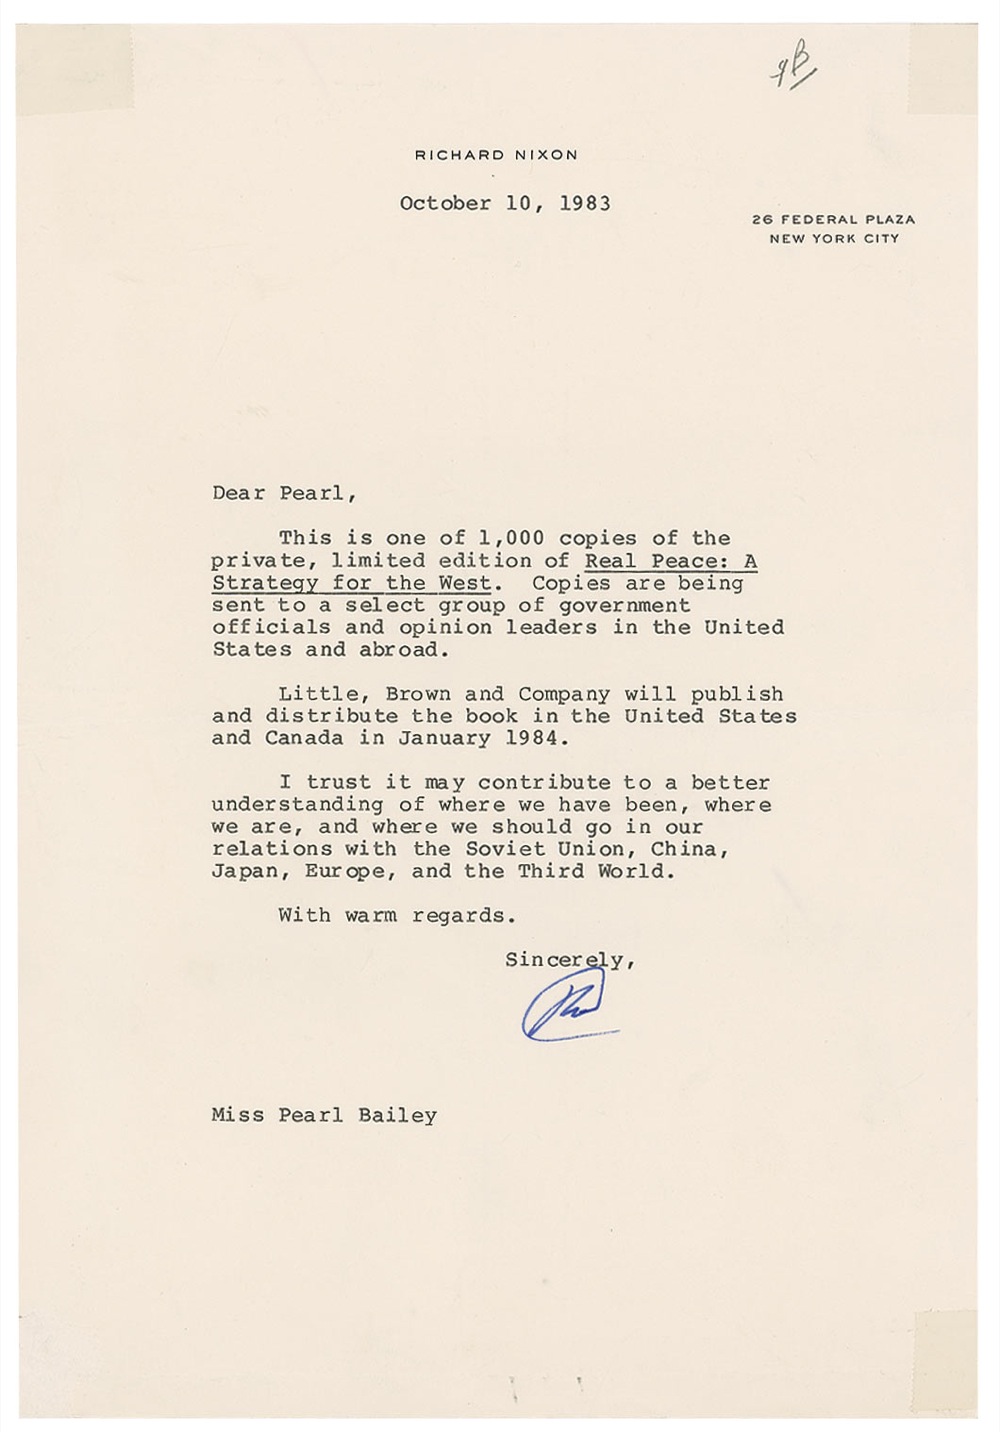 RICHARD NIXON
October 10, 1983
26 FEDERAL PLAZA
NEW YORK CITY
Dear Pearl,
This is one of 1,000 copies of the
private, limited edition of Real Peace: A
Strategy for the West. Copies are being
sent to a select group of government
officials and opinion leaders in the United
States and abroad.
Little, Brown and Company will publish
and distribute the book in the United States
and Canada in January 1984.
I trust it may contribute to a better
understanding of where we have been, where
we are, and where we should go in our
relations with the Soviet Union, China,
Japan, Europe, and the Third World.
With warm regards.
Sincerely,
Miss Pearl Bailey